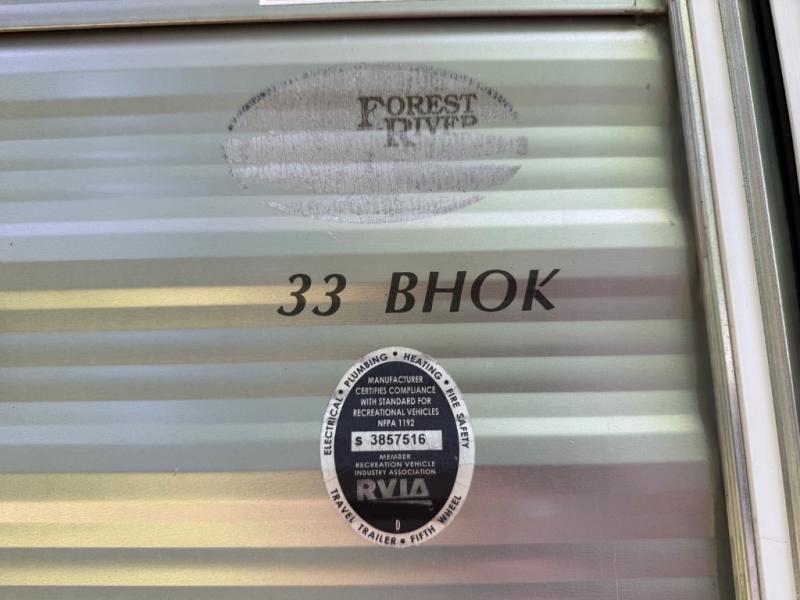 FOREST
RIVER
33 BHOK
ELECTRICAL • PLUMBING • HEATING • FIRE SAFETY
MANUFACTURER
CERTIFIES COMPLIANCE
WITH STANDARD FOR
RECREATIONAL VEHICLES
NFPA 1192
S 3857516
MEMBER
RECREATION VEHICLE
INDUSTRY ASSOCIATION
RVIA
D
TRAVEL TRAILER • FIFTH WHEEL